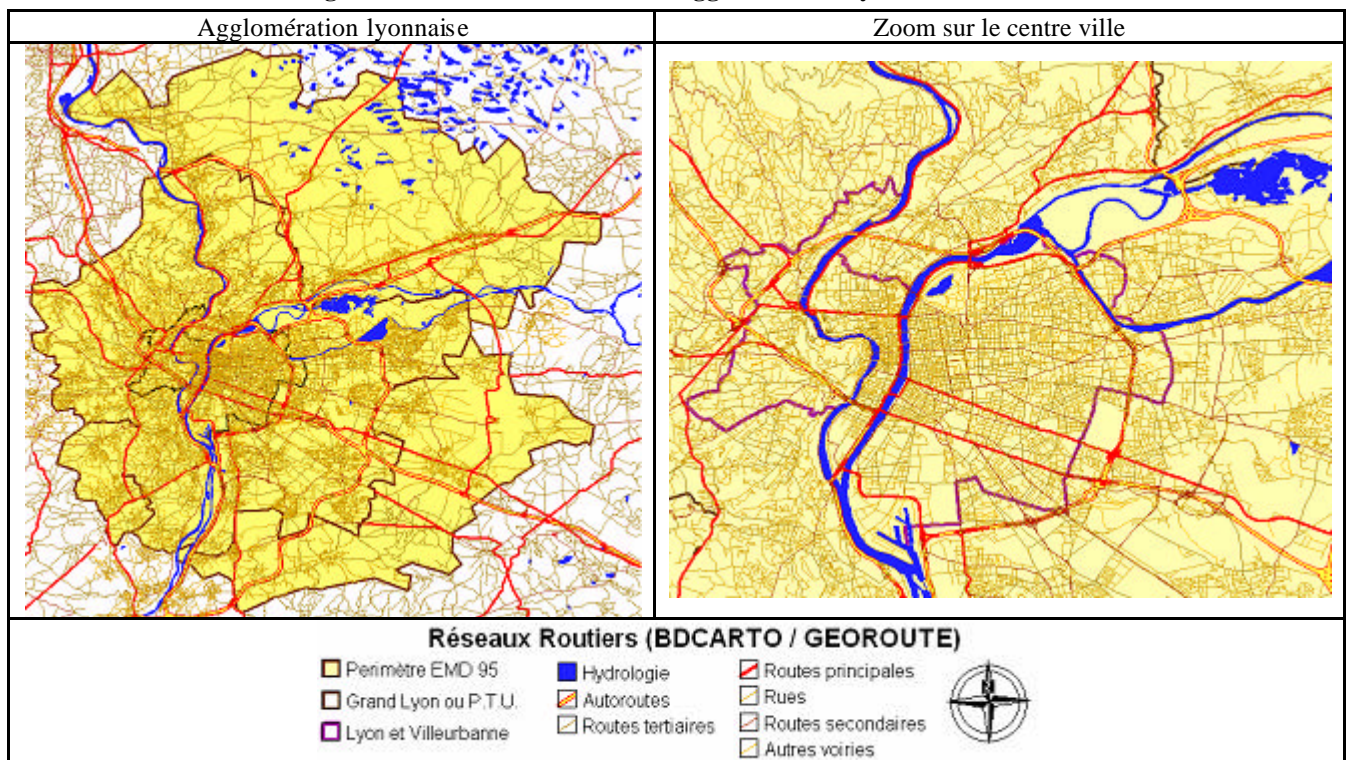 Agglomération lyonnaise
Zoom sur le centre ville
Réseaux Routiers (BDCARTO / GEOROUTE)
Perimètre EMD 95
Grand Lyon ou P.T.U.
Lyon et Villeurbanne
Hydrologie
Autoroutes
Routes tertiaires
Routes principales
Rues
Routes secondaires
Autres voiries
N